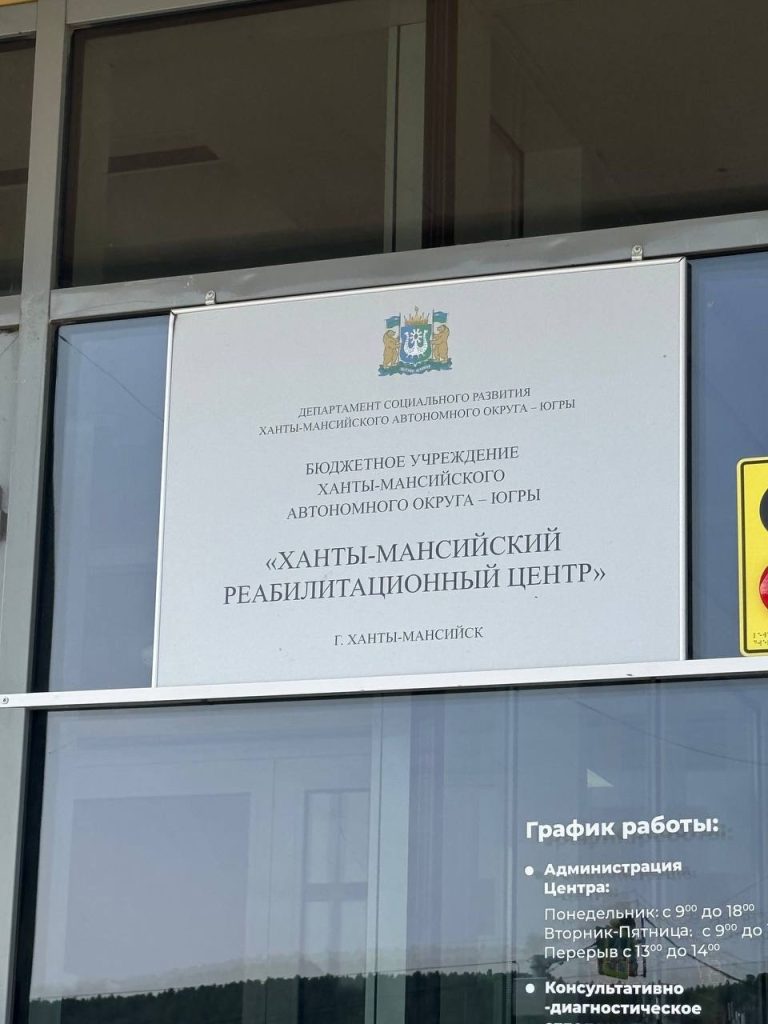 ДЕПАРТАМЕНТ СОЦИАЛЬНОГО РАЗВИТИЯ
ХАНТЫ-МАНСИЙСКОГО АВТОНОМНОГО ОКРУГА – ЮГРЫ
БЮДЖЕТНОЕ УЧРЕЖДЕНИЕ
ХАНТЫ-МАНСИЙСКОГО
АВТОНОМНОГО ОКРУГА – ЮГРЫ
«ХАНТЫ-МАНСИЙСКИЙ
РЕАБИЛИТАЦИОННЫЙ ЦЕНТР»
Г. ХАНТЫ-МАНСИЙСК
График работы:
• Администрация
Центра:
Понедельник: с 9⁰⁰ до 18⁰⁰
Вторник-Пятница: с 9⁰⁰ до
Перерыв с 13⁰⁰ до 14⁰⁰
• Консультативно
-диагностическое